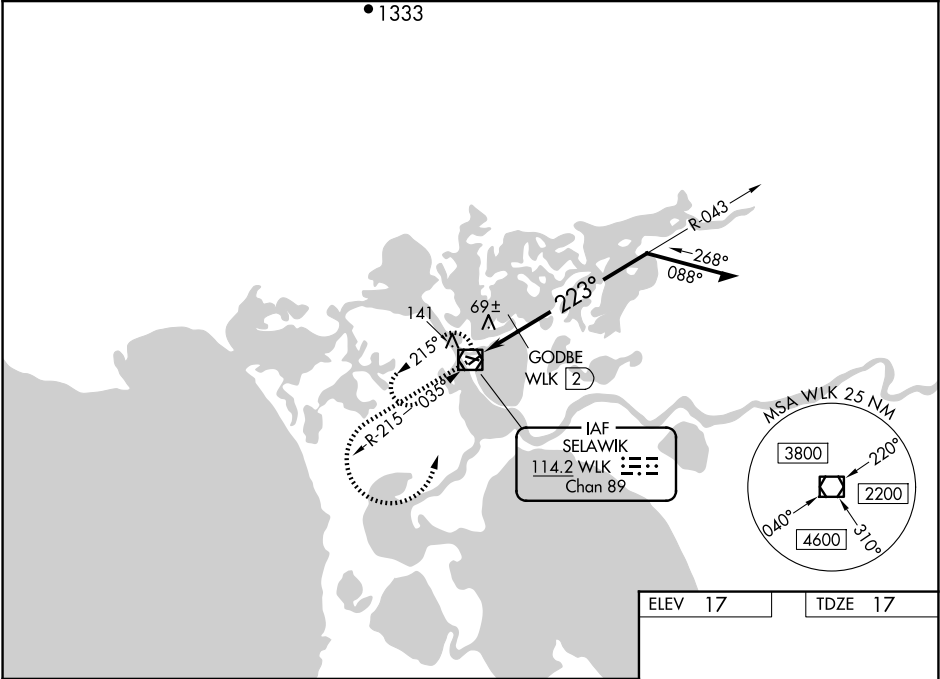 1333
R-043
268°
088°
223°
69±
141
215°
GODBE
WLK 2
R-215
035°
IAF
SELAWIK
114.2 WLK
Chan 89
MSA WLK 25 NM
3800
220°
2200
040°
4600
310°
ELEV 17
TDZE 17